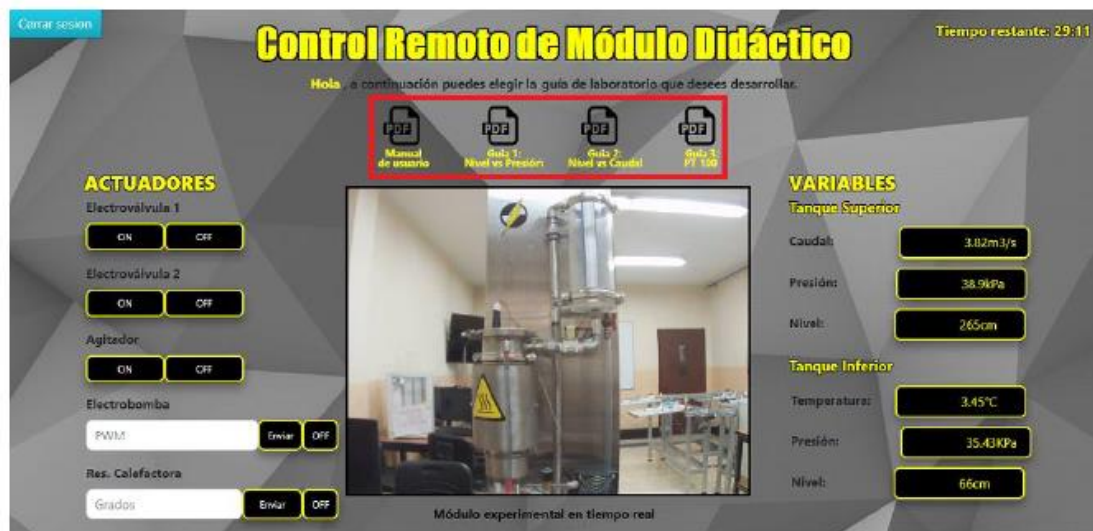 Cerrar sesion
Control Remoto de Módulo Didáctico
Tiempo restante: 29:11
Hola , a continuación puedes elegir la guía de laboratorio que desees desarrollar.
PDF PDF PDF PDF
Manual de usuario
Guía 1: Nivel vs Presión
Guía 2: Nivel vs Caudal
Guía 3: PT 100
ACTUADORES
Electroválvula 1
ON OFF
Electroválvula 2
ON OFF
Agitador
ON OFF
Electrobomba
PWM Enviar OFF
Res. Calefactora
Grados Enviar OFF
Módulo experimental en tiempo real
VARIABLES
Tanque Superior
Caudal: 3.82m3/s
Presión: 38.9kPa
Nivel: 265cm
Tanque Inferior
Temperatura: 3.45°C
Presión: 35.43KPa
Nivel: 66cm